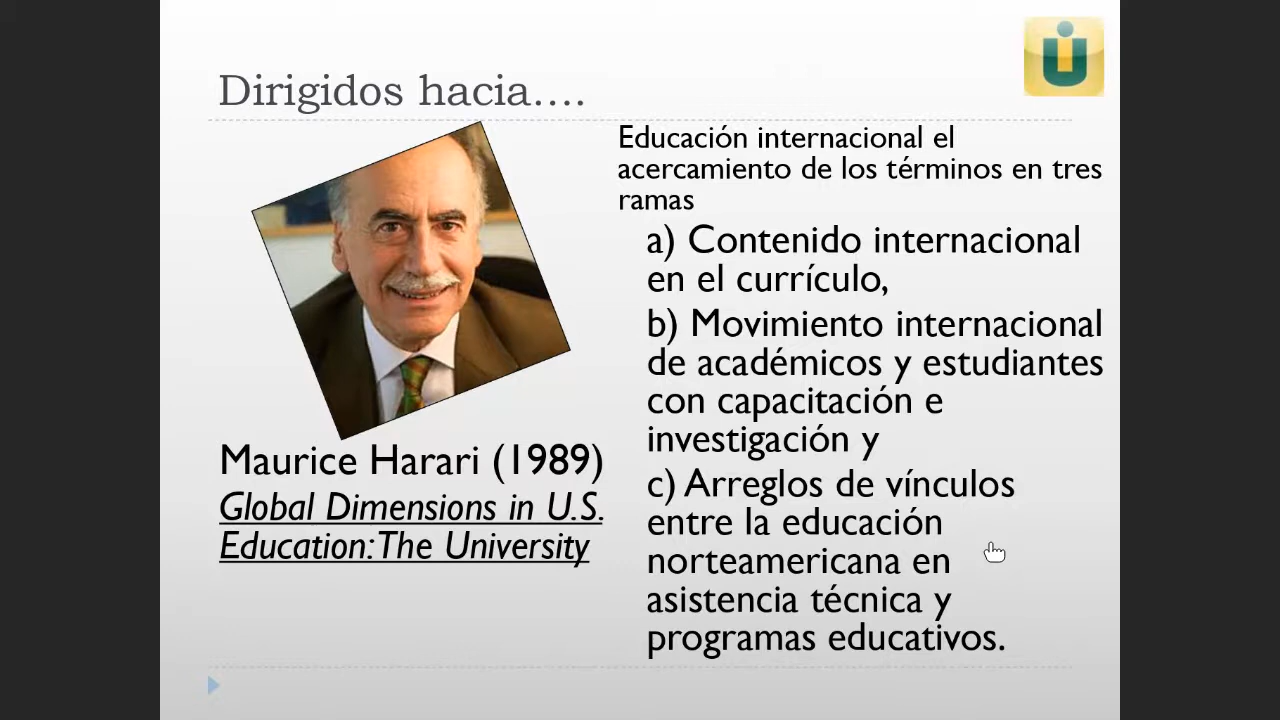 Dirigidos hacia....
Educación internacional el
acercamiento de los términos en tres
ramas
a) Contenido internacional
en el currículo,
b) Movimiento internacional
de académicos y estudiantes
con capacitación e
investigación y
c) Arreglos de vínculos
entre la educación
norteamericana en
asistencia técnica y
programas educativos.
Maurice Harari (1989)
Global Dimensions in U.S.
Education: The University